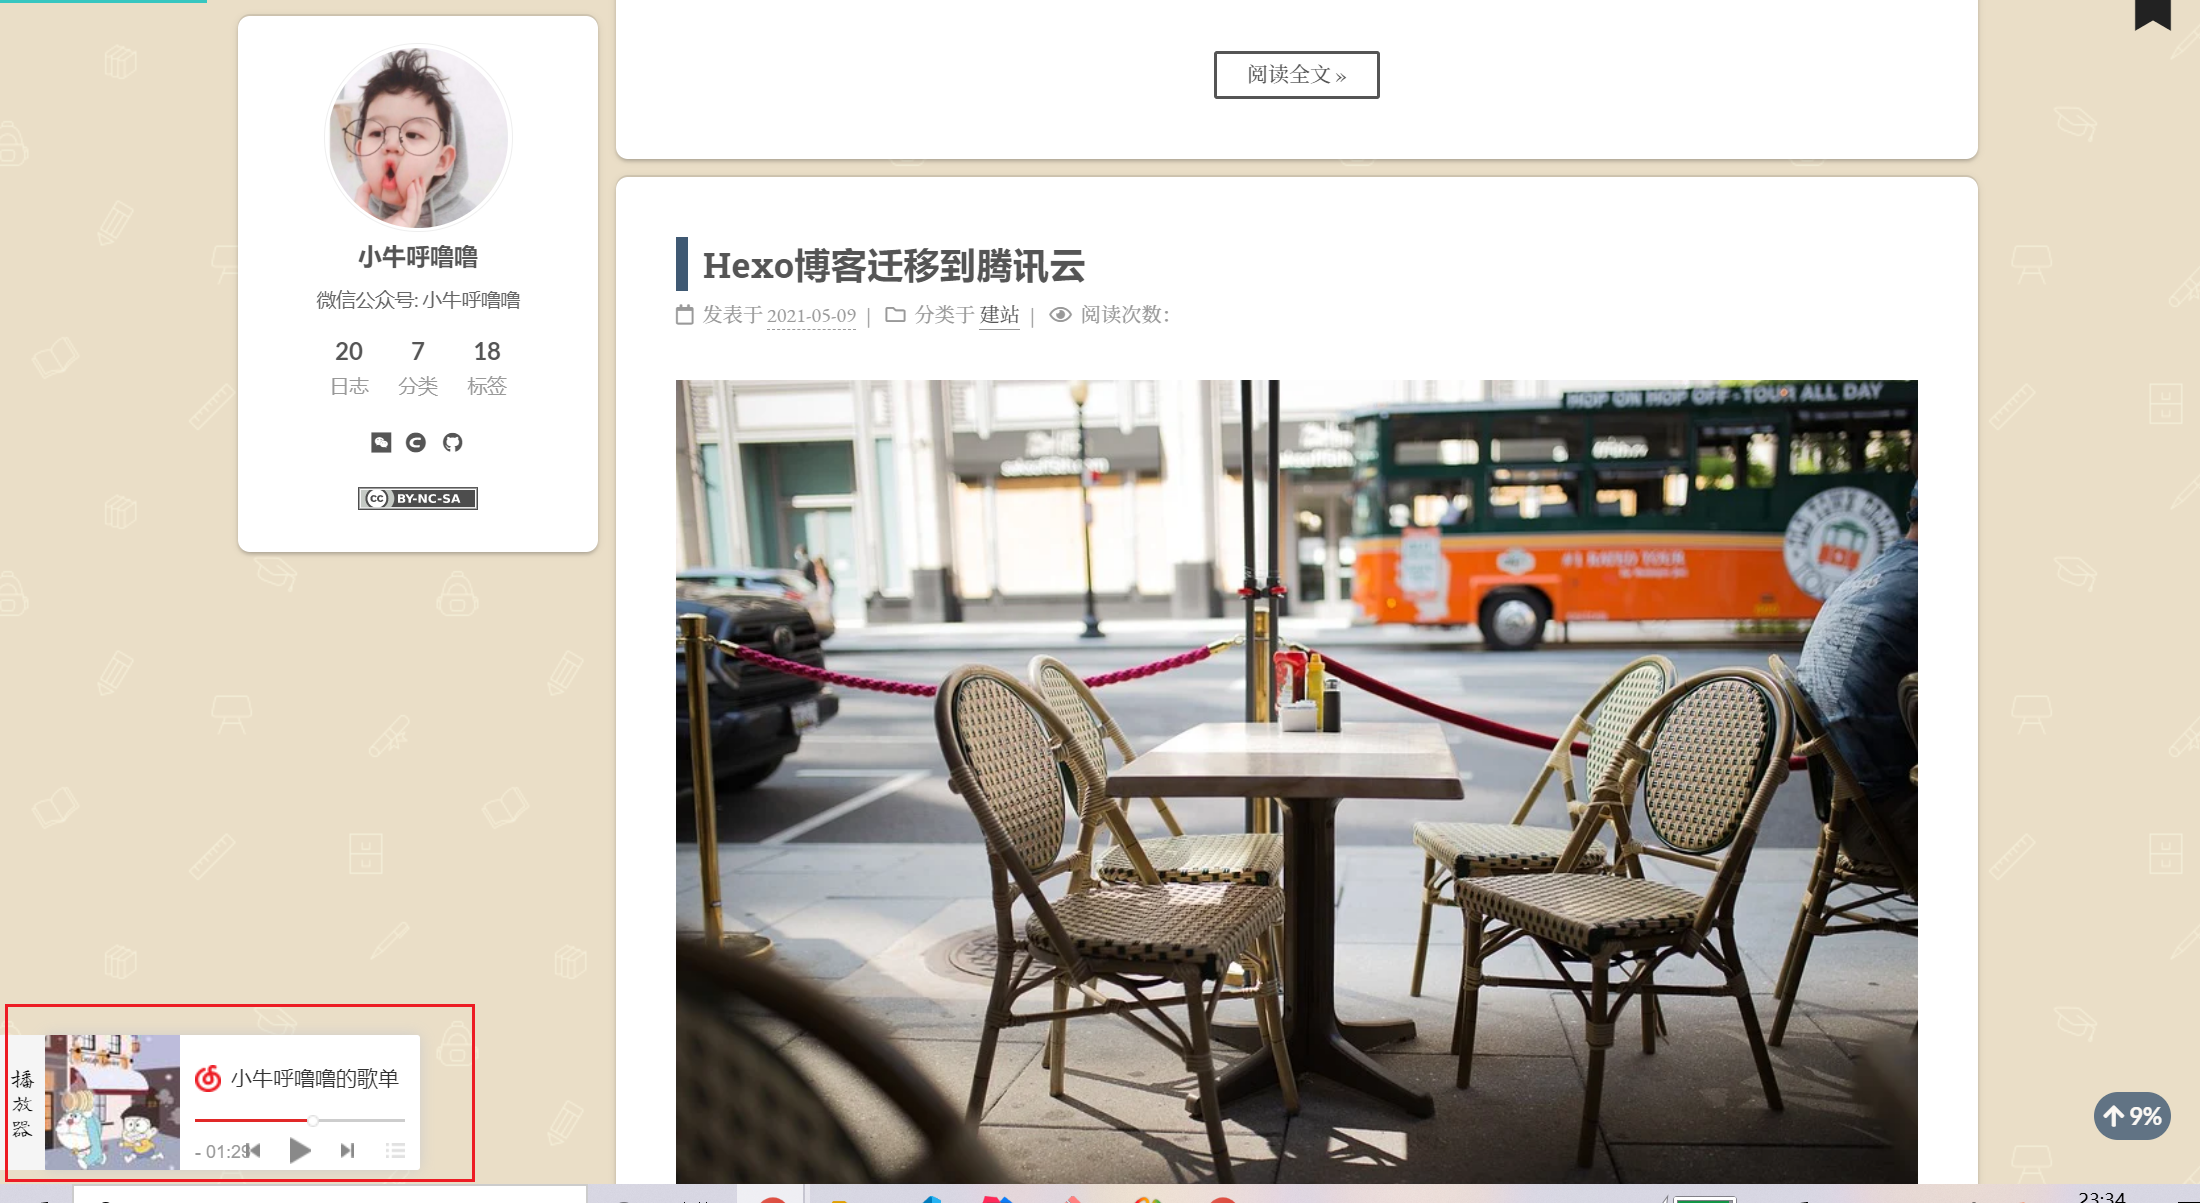 阅读全文 »
小牛呼噜噜
微信公众号: 小牛呼噜噜
20 7 18
日志 分类 标签
BY-NC-SA
Hexo博客迁移到腾讯云
发表于 2021-05-09 | 分类于 建站 | 阅读次数:
HOP ON HOP OFF-TOUR ALL DAY
#1 RATED TOUR
播放器
小牛呼噜噜的歌单
- 01:29
9%
23:34